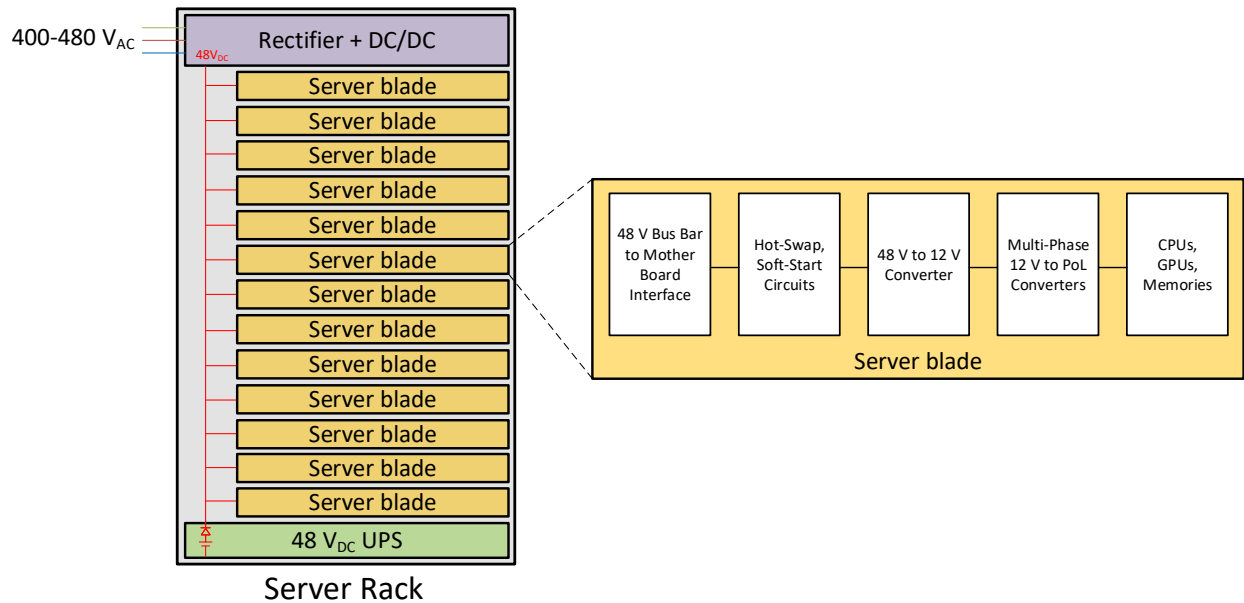 400-480 VAC
Rectifier + DC/DC
48VDC
Server blade
Server blade
Server blade
Server blade
Server blade
Server blade
Server blade
Server blade
Server blade
Server blade
Server blade
Server blade
Server blade
48 VDC UPS
Server Rack
48 V Bus Bar
to Mother
Board
Interface
Hot-Swap,
Soft-Start
Circuits
48 V to 12 V
Converter
Multi-Phase
12 V to PoL
Converters
CPUs,
GPUs,
Memories
Server blade